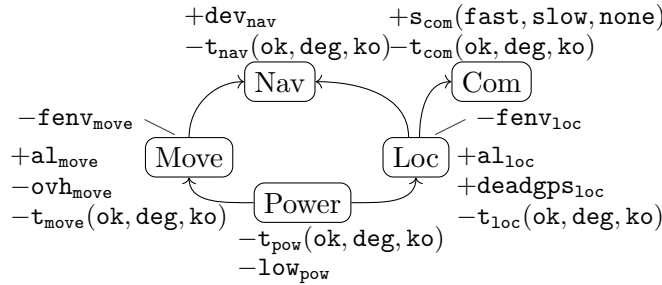 +dev_nav
−t_nav(ok, deg, ko)
Nav
+s_com(fast, slow, none)
−t_com(ok, deg, ko)
Com
−fenv_move
−fenv_loc
Move
+al_move
−ovh_move
−t_move(ok, deg, ko)
Loc
+al_loc
+deadgps_loc
−t_loc(ok, deg, ko)
Power
−t_pow(ok, deg, ko)
−low_pow